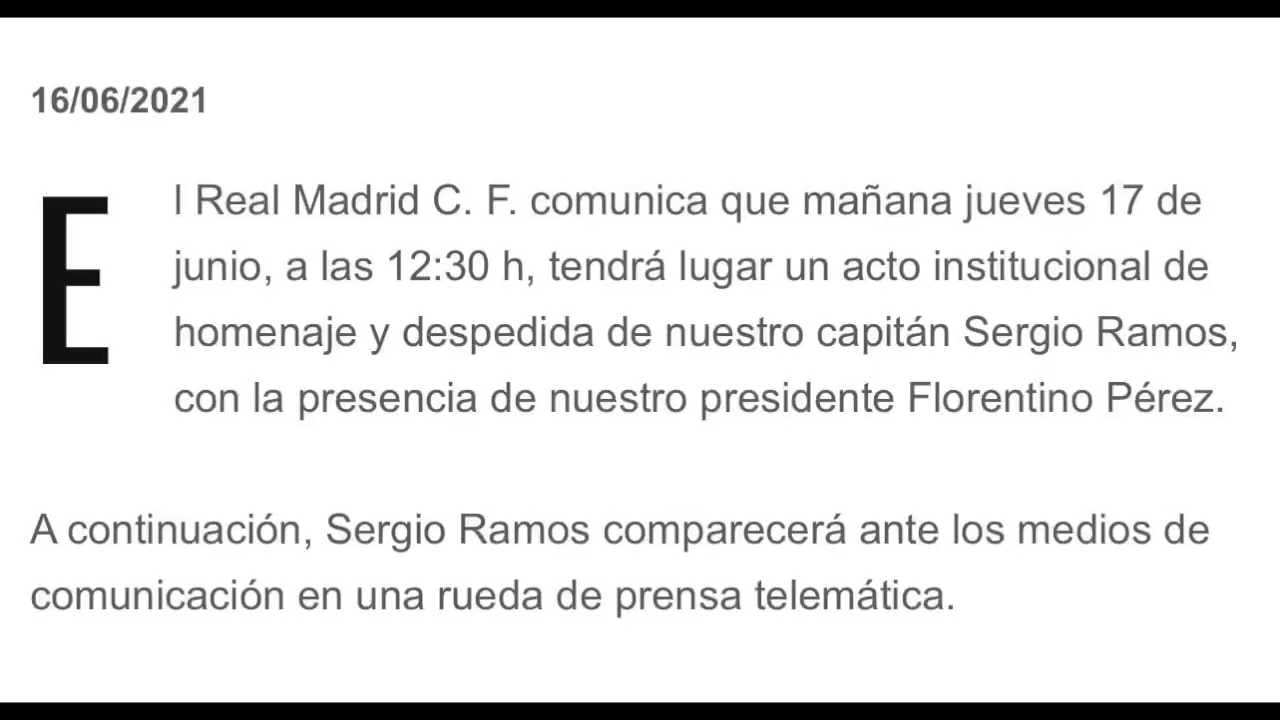 16/06/2021
El Real Madrid C. F. comunica que mañana jueves 17 de
junio, a las 12:30 h, tendrá lugar un acto institucional de
homenaje y despedida de nuestro capitán Sergio Ramos,
con la presencia de nuestro presidente Florentino Pérez.
A continuación, Sergio Ramos comparecerá ante los medios de
comunicación en una rueda de prensa telemática.